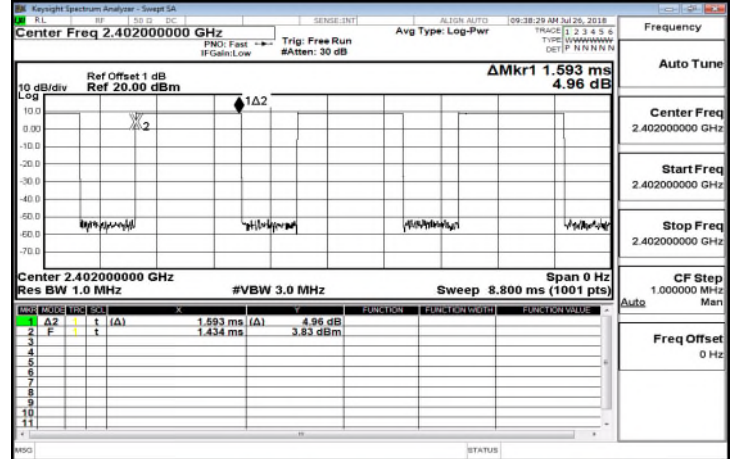 Keysight Spectrum Analyzer - Swept SA
RL RF 50 Ω DC SENSE:INT ALIGN AUTO 09:38:29 AM Jul 26, 2018
Center Freq 2.402000000 GHz
PNO: Fast
IFGain:Low
Trig: Free Run
#Atten: 30 dB
Avg Type: Log-Pwr
TRACE 1 2 3 4 5 6
TYPE WWWWWW
DET P N N N N N
Frequency
ΔMkr1 1.593 ms
4.96 dB
Ref Offset 1 dB
10 dB/div Ref 20.00 dBm
Log
1Δ2
10.0
2
0.00
-10.0
-20.0
-30.0
-40.0
-50.0
-60.0
-70.0
Center 2.402000000 GHz Span 0 Hz
Res BW 1.0 MHz #VBW 3.0 MHz Sweep 8.800 ms (1001 pts)
MKR MODE TRC SCL X Y FUNCTION FUNCTION WIDTH FUNCTION VALUE
1 Δ2 1 t (Δ) 1.593 ms (Δ) 4.96 dB
2 F 1 t 1.434 ms 3.83 dBm
3
4
5
6
7
8
9
10
11
MSG STATUS
Auto Tune
Center Freq
2.402000000 GHz
Start Freq
2.402000000 GHz
Stop Freq
2.402000000 GHz
CF Step
1.000000 MHz
Auto Man
Freq Offset
0 Hz